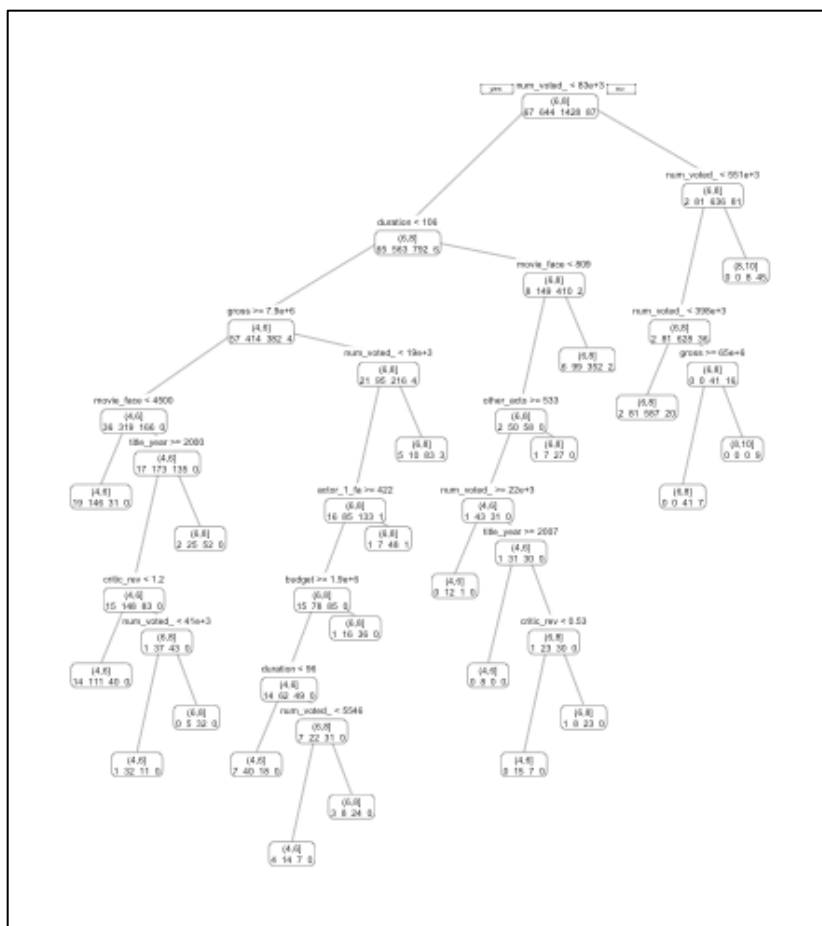 num_voted_ < 83e+3
yes no
(6,8]
67 644 1428 87
num_voted_ < 551e+3
(6,8]
2 81 636 81
duration < 106
(6,8]
65 563 792 6
movie_face < 809
(6,8]
8 149 410 2
(8,10]
0 0 8 45
gross >= 7.9e+6
(4,6]
57 414 382 4
num_voted_ < 398e+3
(6,8]
2 81 628 36
num_voted_ < 19e+3
(6,8]
21 95 216 4
(6,8]
6 99 352 2
gross >= 65e+6
(6,8]
0 0 41 16
movie_face < 4500
(4,6]
36 319 166 0
other_acto >= 533
(6,8]
2 50 58 0
(6,8]
2 81 587 20
title_year >= 2000
(4,6]
17 173 135 0
(6,8]
5 10 83 3
(6,8]
1 7 27 0
(8,10]
0 0 0 9
(4,6]
19 146 31 0
actor_1_fa >= 422
(6,8]
16 85 133 1
num_voted_ >= 22e+3
(4,6]
1 43 31 0
(6,8]
0 0 41 7
(6,8]
2 25 52 0
(6,8]
1 7 48 1
title_year >= 2007
(4,6]
1 31 30 0
critic_rev < 1.2
(4,6]
15 148 83 0
budget >= 1.9e+6
(6,8]
15 78 85 0
(4,6]
0 12 1 0
num_voted_ < 41e+3
(6,8]
1 37 43 0
(6,8]
1 16 36 0
critic_rev < 0.53
(6,8]
1 23 30 0
(4,6]
14 111 40 0
duration < 96
(4,6]
14 62 49 0
(4,6]
0 8 0 0
(6,8]
0 5 32 0
num_voted_ < 5546
(6,8]
7 22 31 0
(6,8]
1 8 23 0
(4,6]
1 32 11 0
(4,6]
7 40 18 0
(4,6]
0 15 7 0
(6,8]
3 8 24 0
(4,6]
4 14 7 0